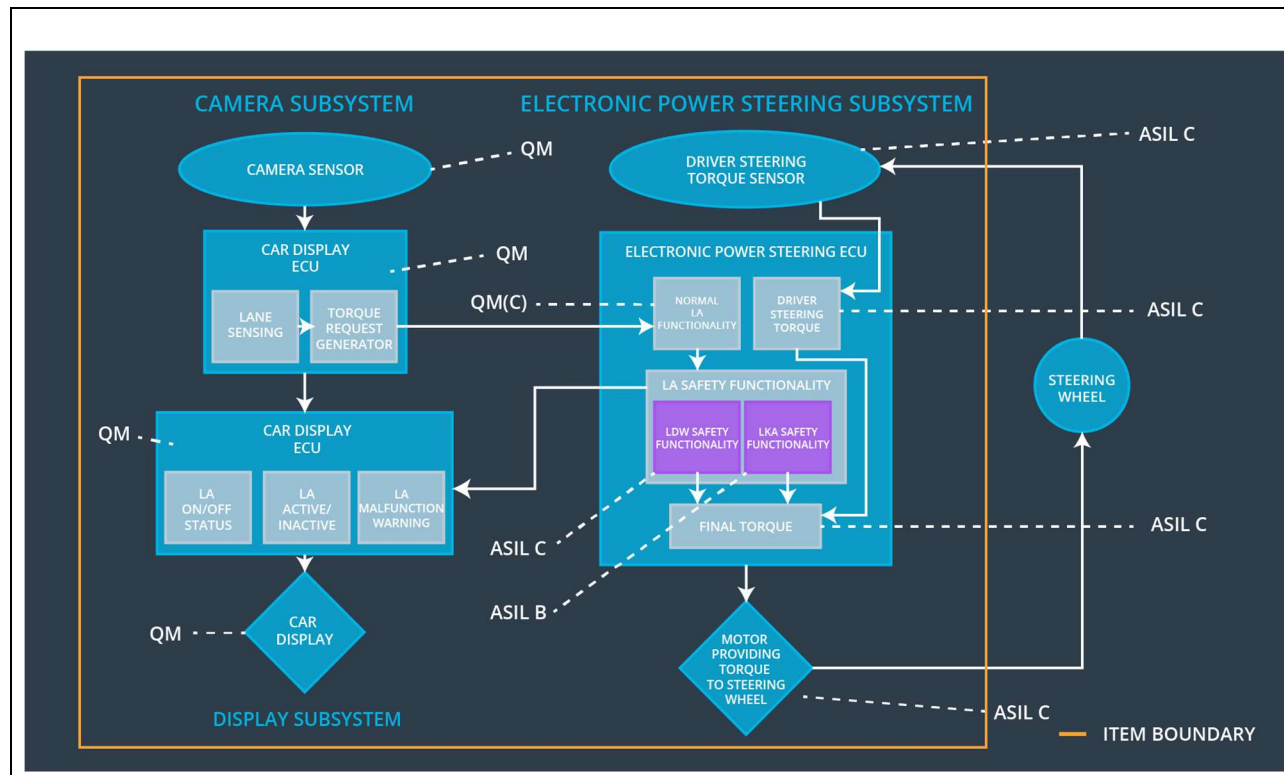 CAMERA SUBSYSTEM
ELECTRONIC POWER STEERING SUBSYSTEM
ASIL C
QM
CAMERA SENSOR
DRIVER STEERING
TORQUE SENSOR
CAR DISPLAY
ECU
QM
ELECTRONIC POWER STEERING ECU
LANE
SENSING
TORQUE
REQUEST
GENERATOR
QM(C)
NORMAL
LA
FUNCTIONALITY
DRIVER
STEERING
TORQUE
ASIL C
STEERING
WHEEL
LA SAFETY FUNCTIONALITY
LDW SAFETY
FUNCTIONALITY
LKA SAFETY
FUNCTIONALITY
QM
CAR DISPLAY
ECU
LA
ON/OFF
STATUS
LA
ACTIVE/
INACTIVE
LA
MALFUNCTION
WARNING
FINAL TORQUE
ASIL C
ASIL C
ASIL B
QM
CAR
DISPLAY
MOTOR
PROVIDING
TORQUE
TO STEERING
WHEEL
ASIL C
DISPLAY SUBSYSTEM
ITEM BOUNDARY